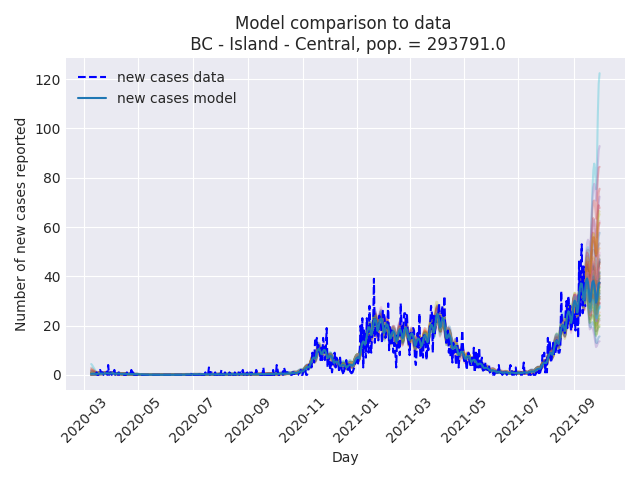 Model comparison to data
BC - Island - Central, pop. = 293791.0
new cases data
new cases model
Number of new cases reported
120
100
80
60
40
20
0
2020-03
2020-05
2020-07
2020-09
2020-11
2021-01
2021-03
2021-05
2021-07
2021-09
Day